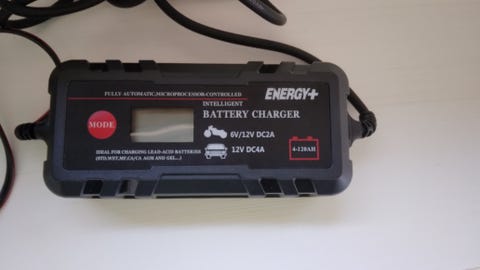 FULLY-AUTOMATIC,MICROPROCESSOR-CONTROLLED
ENERGY+
INTELLIGENT
BATTERY CHARGER
MODE
6V/12V DC2A
12V DC4A
4-120AH
IDEAL FOR CHARGING LEAD-ACID BATTERIES
(STD,WET,MF,CA/CA AGM AND GEL...)